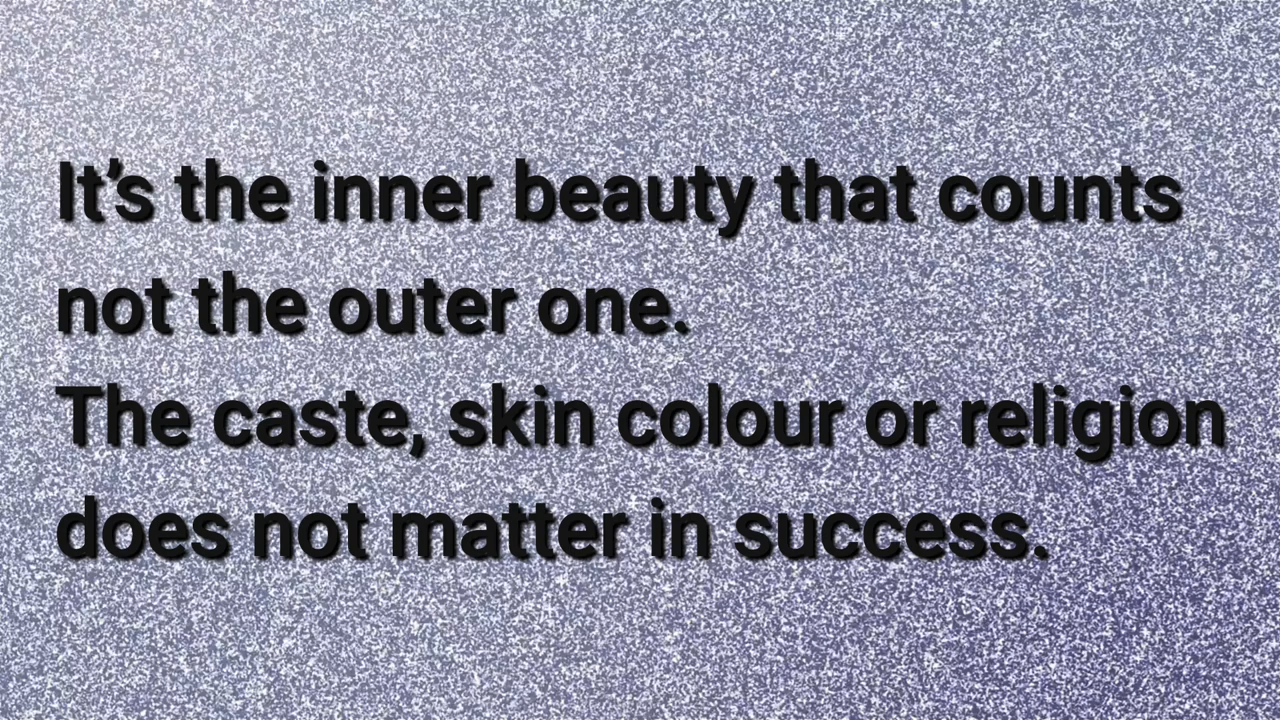 It’s the inner beauty that counts
not the outer one.
The caste, skin colour or religion
does not matter in success.